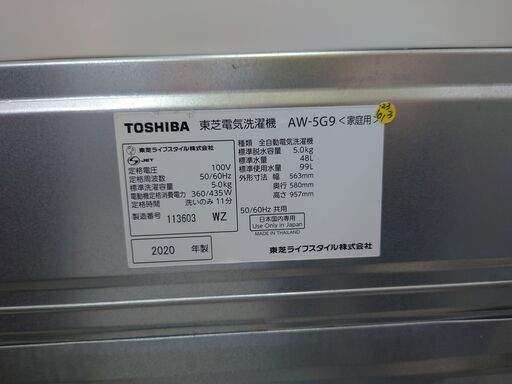 TOSHIBA 東芝電気洗濯機 AW-5G9 <家庭用>
東芝ライフスタイル株式会社
JET
定格電圧 100V
定格周波数 50/60Hz
標準洗濯容量 5.0kg
電動機定格消費電力 360/435W
定格時間 洗いのみ 11分
製造番号 113603 WZ
2020 年製
種類 全自動電気洗濯機
標準脱水容量 5.0kg
標準水量 48L
標準使用水量 99L
外形寸法 幅 563mm
奥行 580mm
高さ 957mm
50/60Hz 共用
日本国内専用
Use Only in Japan
MADE IN THAILAND
東芝ライフスタイル株式会社